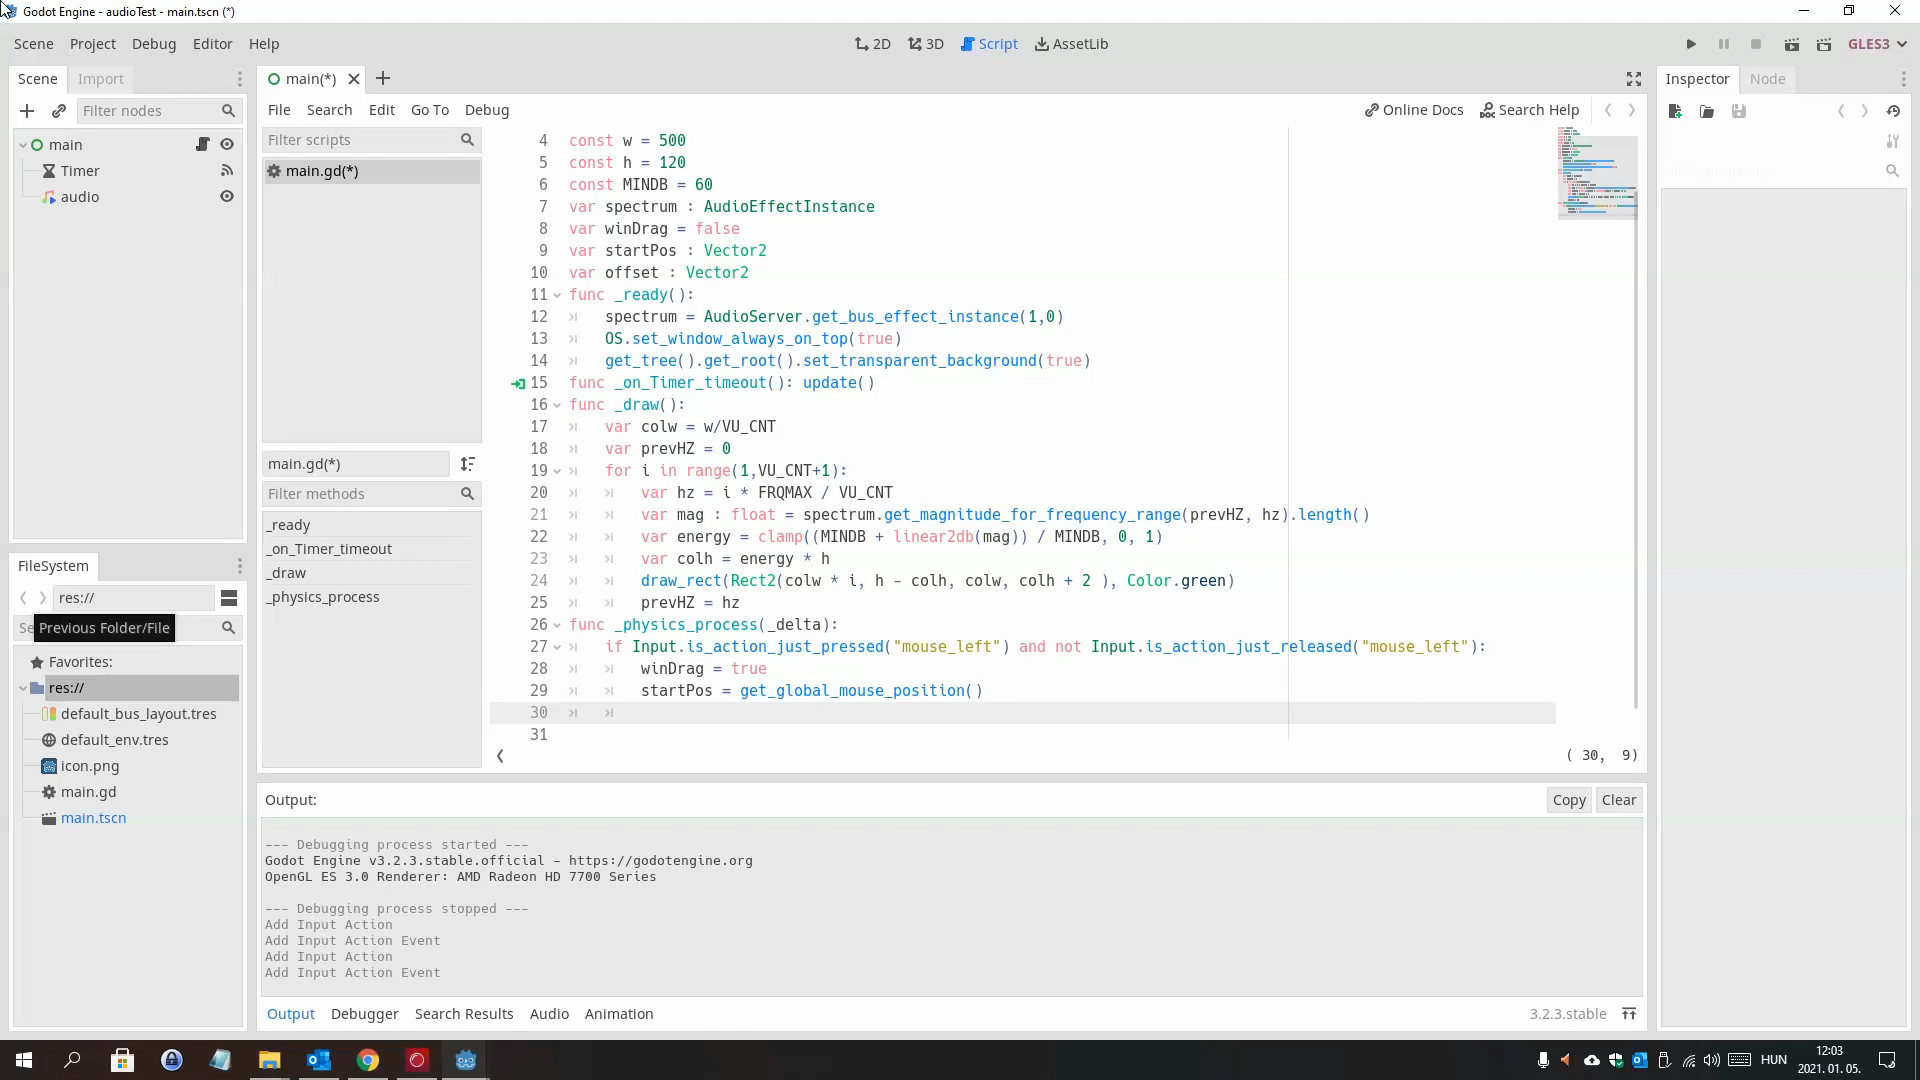 Godot Engine - audioTest - main.tscn (*)
Scene Project Debug Editor Help
2D 3D Script AssetLib
GLES3
Scene Import
Filter nodes
main
Timer
audio
main(*)
File Search Edit Go To Debug
Online Docs Search Help
Filter scripts
main.gd(*)
main.gd(*)
Filter methods
_ready
_on_Timer_timeout
_draw
_physics_process
4 const w = 500
5 const h = 120
6 const MINDB = 60
7 var spectrum : AudioEffectInstance
8 var winDrag = false
9 var startPos : Vector2
10 var offset : Vector2
11 func _ready():
12 spectrum = AudioServer.get_bus_effect_instance(1,0)
13 OS.set_window_always_on_top(true)
14 get_tree().get_root().set_transparent_background(true)
15 func _on_Timer_timeout(): update()
16 func _draw():
17 var colw = w/VU_CNT
18 var prevHZ = 0
19 for i in range(1,VU_CNT+1):
20 var hz = i * FRQMAX / VU_CNT
21 var mag : float = spectrum.get_magnitude_for_frequency_range(prevHZ, hz).length()
22 var energy = clamp((MINDB + linear2db(mag)) / MINDB, 0, 1)
23 var colh = energy * h
24 draw_rect(Rect2(colw * i, h - colh, colw, colh + 2 ), Color.green)
25 prevHZ = hz
26 func _physics_process(_delta):
27 if Input.is_action_just_pressed("mouse_left") and not Input.is_action_just_released("mouse_left"):
28 winDrag = true
29 startPos = get_global_mouse_position()
30
31
( 30, 9)
Inspector Node
FileSystem
res://
Se
Previous Folder/File
Favorites:
res://
default_bus_layout.tres
default_env.tres
icon.png
main.gd
main.tscn
Output:
Copy Clear
--- Debugging process started ---
Godot Engine v3.2.3.stable.official - https://godotengine.org
OpenGL ES 3.0 Renderer: AMD Radeon HD 7700 Series
--- Debugging process stopped ---
Add Input Action
Add Input Action Event
Add Input Action
Add Input Action Event
Output Debugger Search Results Audio Animation
3.2.3.stable
HUN
12:03
2021. 01. 05.